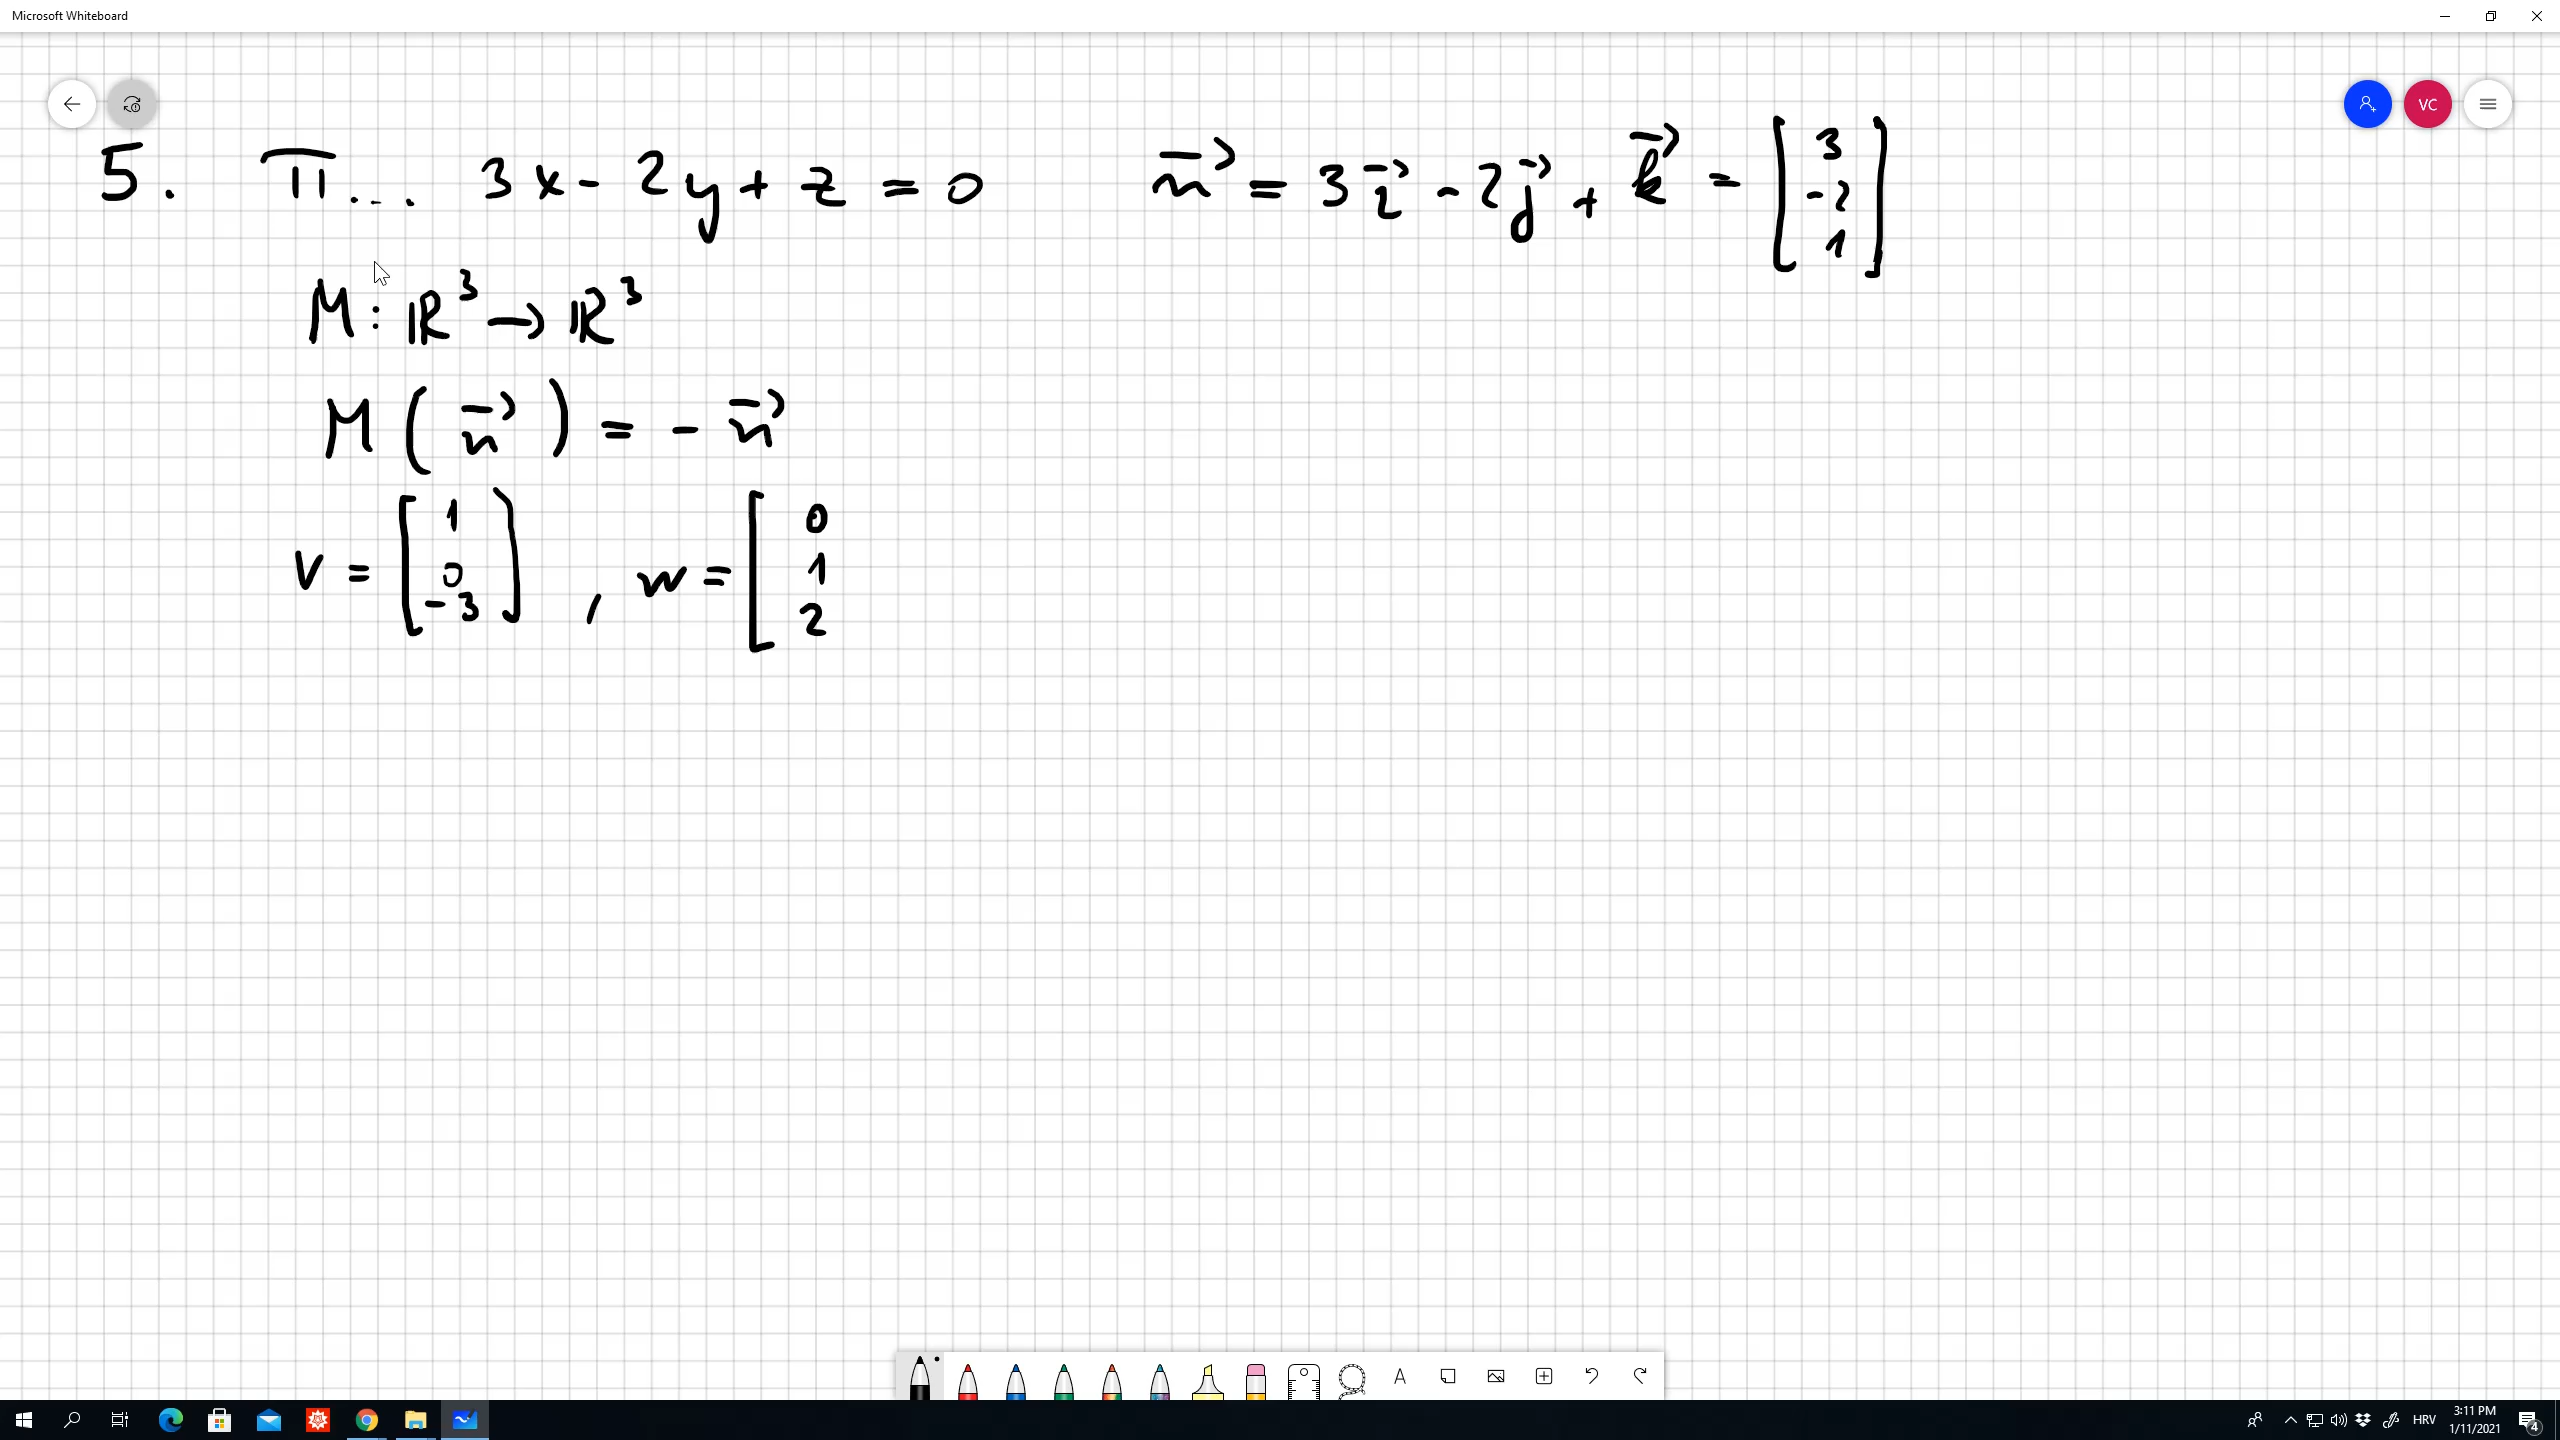 Microsoft Whiteboard
VC
5. π... 3x - 2y + z = 0 n⃗ = 3i⃗ - 2j⃗ + k⃗ = [3 -2 1]
M: ℝ³ → ℝ³
M(n⃗) = -n⃗
v = [1 0 -3], w = [0 1 2
A
HRV
3:11 PM
1/11/2021
4